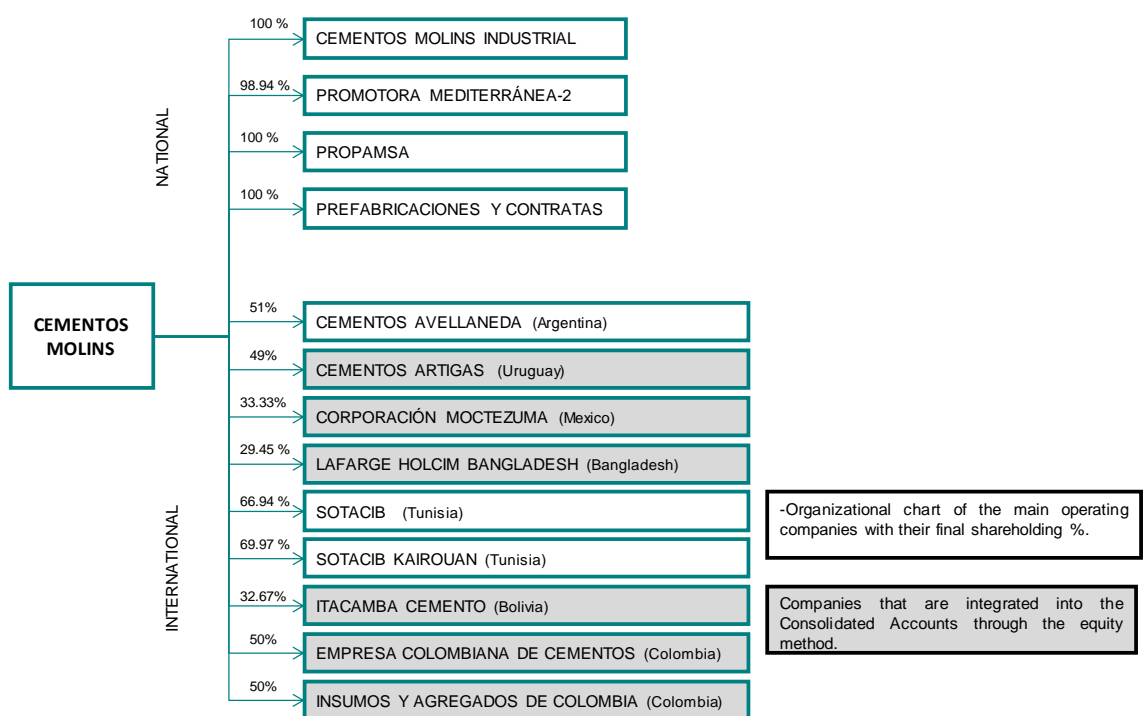 100 %
CEMENTOS MOLINS INDUSTRIAL
98.94 %
PROMOTORA MEDITERRÁNEA-2
100 %
PROPAMSA
100 %
PREFABRICACIONES Y CONTRATAS
NATIONAL
CEMENTOS
MOLINS
51%
CEMENTOS AVELLANEDA (Argentina)
49%
CEMENTOS ARTIGAS (Uruguay)
33.33%
CORPORACIÓN MOCTEZUMA (Mexico)
29.45 %
LAFARGE HOLCIM BANGLADESH (Bangladesh)
66.94 %
SOTACIB (Tunisia)
69.97 %
SOTACIB KAIROUAN (Tunisia)
32.67%
ITACAMBA CEMENTO (Bolivia)
50%
EMPRESA COLOMBIANA DE CEMENTOS (Colombia)
50%
INSUMOS Y AGREGADOS DE COLOMBIA (Colombia)
INTERNATIONAL
-Organizational chart of the main operating
companies with their final shareholding %.
Companies that are integrated into the
Consolidated Accounts through the equity
method.